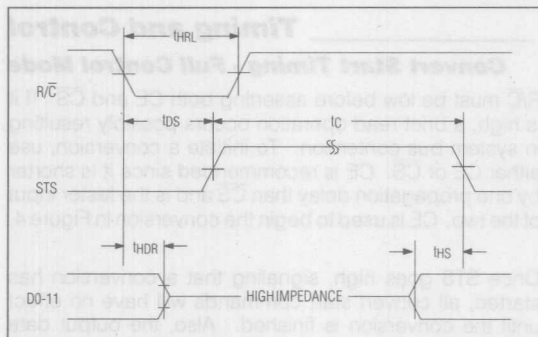 Timing and Control
Convert Start Timing - Full Control Mode
tHRL
R/C̅
tDS
tC
STS
tHDR
tHS
D0-11
HIGH IMPEDANCE
R/C̅ must be low before asserting both CE and C̅S̅. If it
is high, a brief read operation occurs possibly resulting
in system bus contention. To initiate a conversion, use
either CE or C̅S̅. CE is recommended since it is shorter
by one propagation delay than C̅S̅ and is the faster input
of the two. CE is used to begin the conversion in Figure 4.
Once STS goes high, signaling that a conversion has
started, all convert start commands will have no effect
until the conversion is finished. Also, the output data